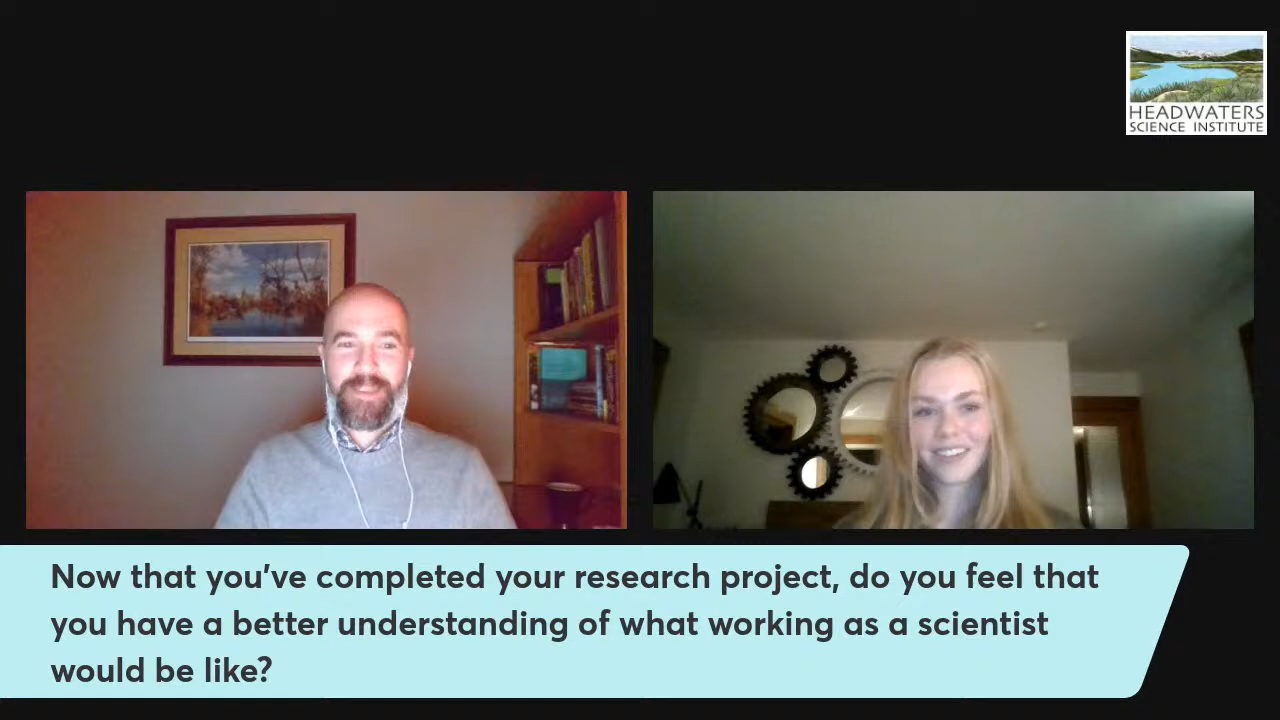 HEADWATERS
SCIENCE INSTITUTE
Now that you've completed your research project, do you feel that
you have a better understanding of what working as a scientist
would be like?